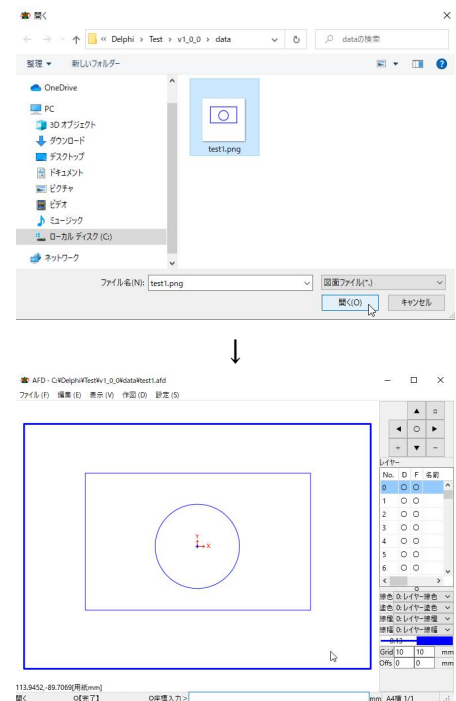 開く
≪ Delphi › Test › v1_0_0 › data
dataの検索
整理 ▼ 新しいフォルダー
OneDrive
PC
3D オブジェクト
ダウンロード
デスクトップ
ドキュメント
ピクチャ
ビデオ
ミュージック
ローカル ディスク (C:)
ネットワーク
test1.png
ファイル名(N): test1.png
図面ファイル(*.)
開く(O) キャンセル
↓
AFD - C:¥Delphi¥Test¥v1_0_0¥data¥test1.afd
ファイル (F) 編集 (E) 表示 (V) 作図 (D) 設定 (S)
Y
X
レイヤー
No. D F 名前
0 ○ ○
1 ○ ○
2 ○ ○
3 ○ ○
4 ○ ○
5 ○ ○
6 ○ ○
線色 0: レイヤー線色
塗色 0: レイヤー塗色
線種 0: レイヤー線種
線幅 0: レイヤー線幅
0.13
Grid 10 10 mm
Offs 0 0 mm
113.9452,-89.7069[用紙mm]
開く 0[完了] 0座標入力> mm A4横 1/1